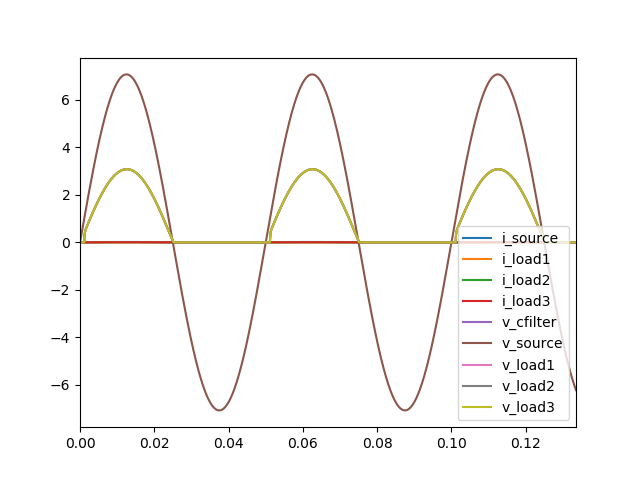 6
4
2
0
−2
−4
−6
0.00
0.02
0.04
0.06
0.08
0.10
0.12
i_source
i_load1
i_load2
i_load3
v_cfilter
v_source
v_load1
v_load2
v_load3